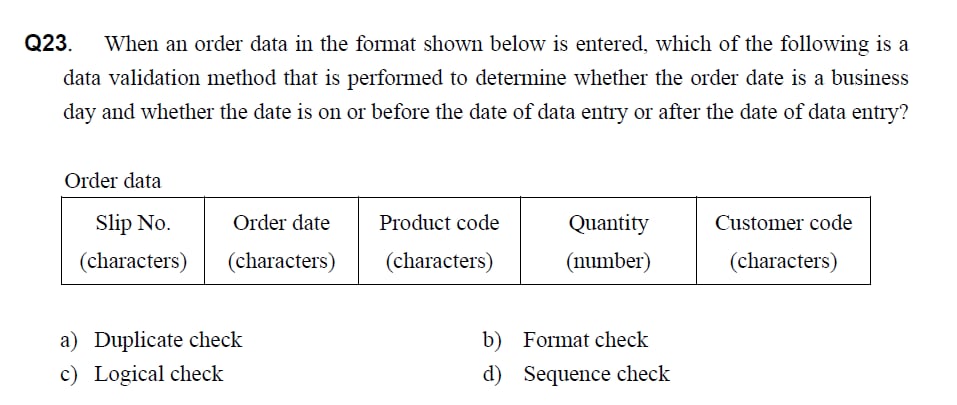 Q23. When an order data in the format shown below is entered, which of the following is a
data validation method that is performed to determine whether the order date is a business
day and whether the date is on or before the date of data entry or after the date of data entry?
Order data
Slip No. Order date Product code Quantity Customer code
(characters) (characters) (characters) (number) (characters)
a) Duplicate check b) Format check
c) Logical check d) Sequence check